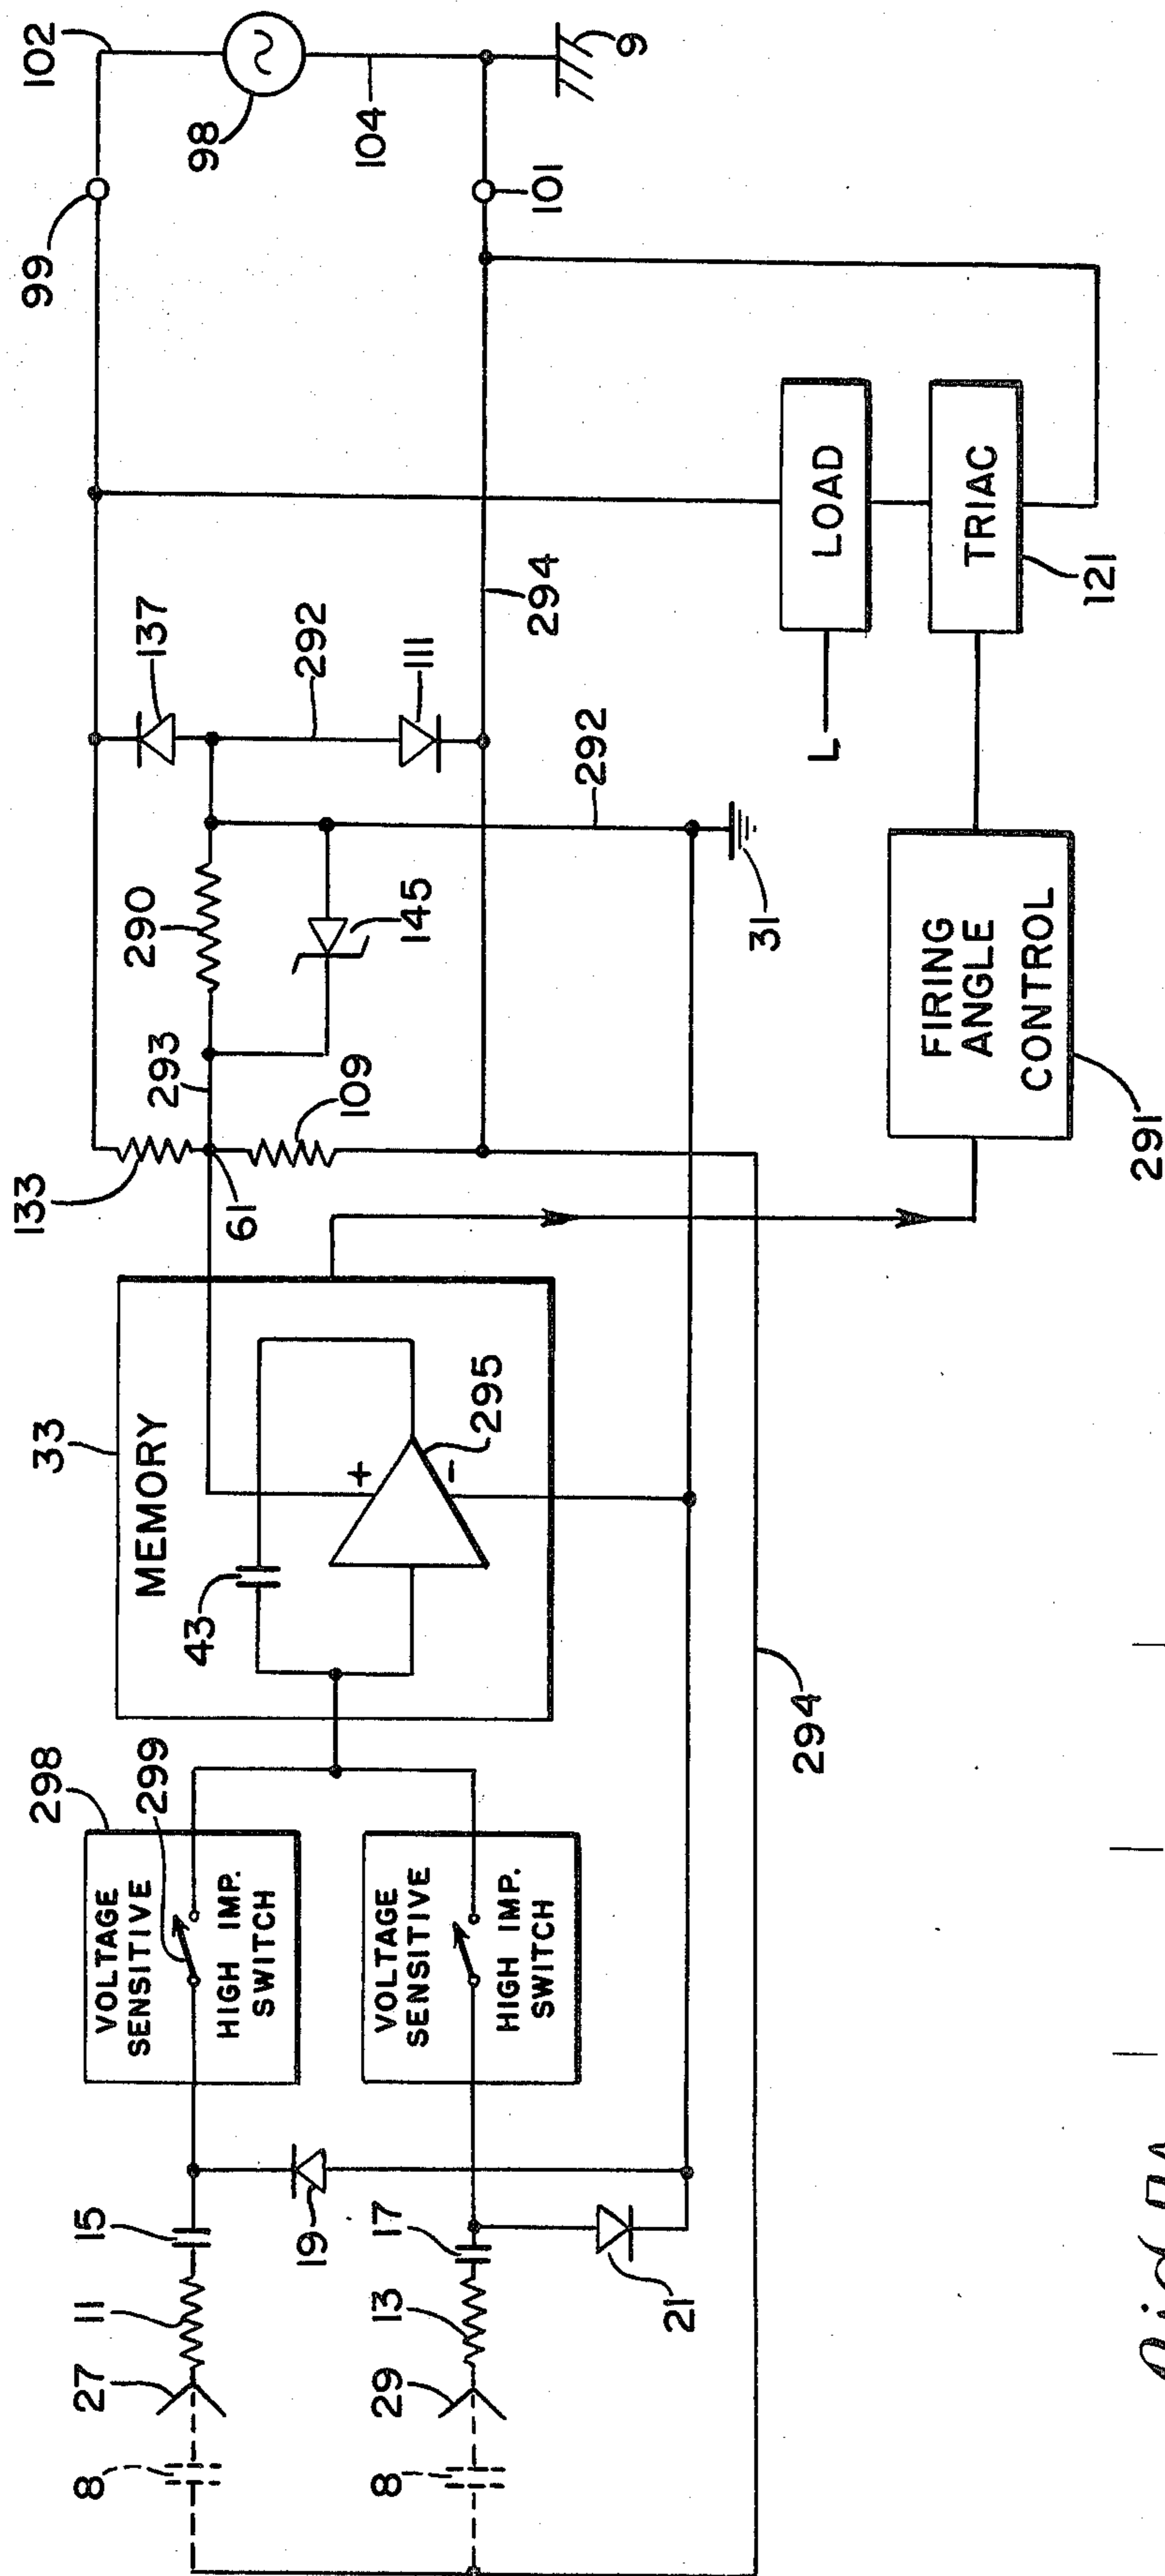 102
98
104
9
99
101
137
292
111
294
292
LOAD
L
TRIAC
121
290
145
31
293
109
133
61
FIRING
ANGLE
CONTROL
291
33
MEMORY
43
+
-
295
294
298
299
VOLTAGE
SENSITIVE
HIGH IMP.
SWITCH
VOLTAGE
SENSITIVE
HIGH IMP.
SWITCH
15
11
27
8
19
17
13
29
8
21